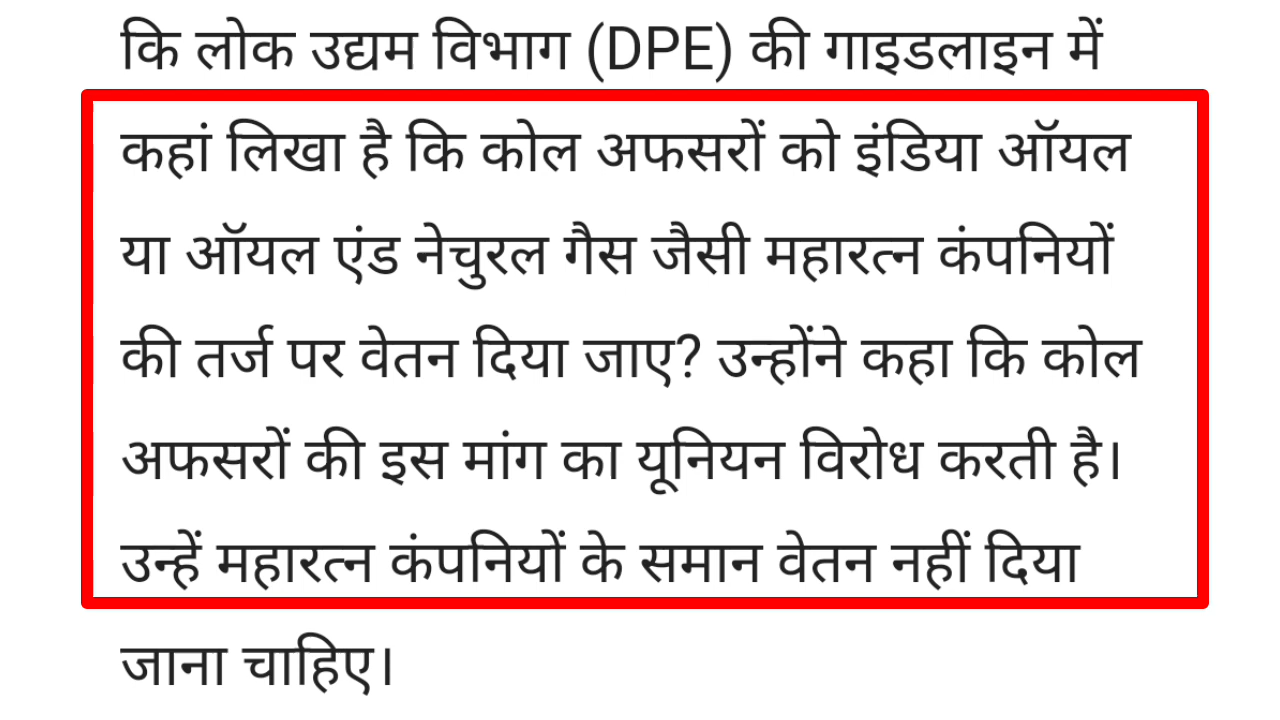 कि लोक उद्यम विभाग (DPE) की गाइडलाइन में
कहां लिखा है कि कोल अफसरों को इंडिया ऑयल
या ऑयल एंड नेचुरल गैस जैसी महारत्न कंपनियों
की तर्ज पर वेतन दिया जाए? उन्होंने कहा कि कोल
अफसरों की इस मांग का यूनियन विरोध करती है।
उन्हें महारत्न कंपनियों के समान वेतन नहीं दिया
जाना चाहिए।